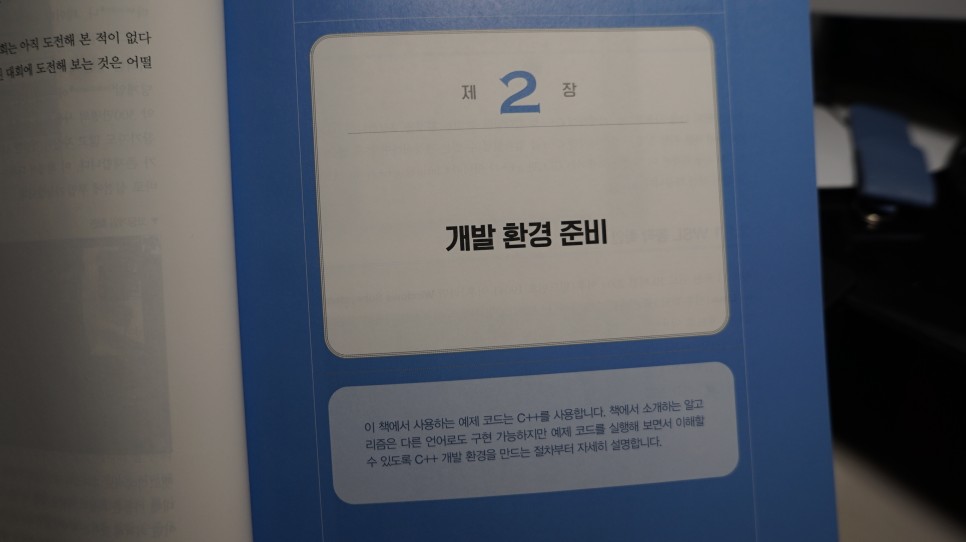 회는 아직 도전해 본 적이 없다
대회에 도전해 보는 것은 어떨
제 2 장
개발 환경 준비
이 책에서 사용하는 예제 코드는 C++를 사용합니다. 책에서 소개하는 알고
리즘은 다른 언어로도 구현 가능하지만 예제 코드를 실행해 보면서 이해할
수 있도록 C++ 개발 환경을 만드는 절차부터 자세히 설명합니다.